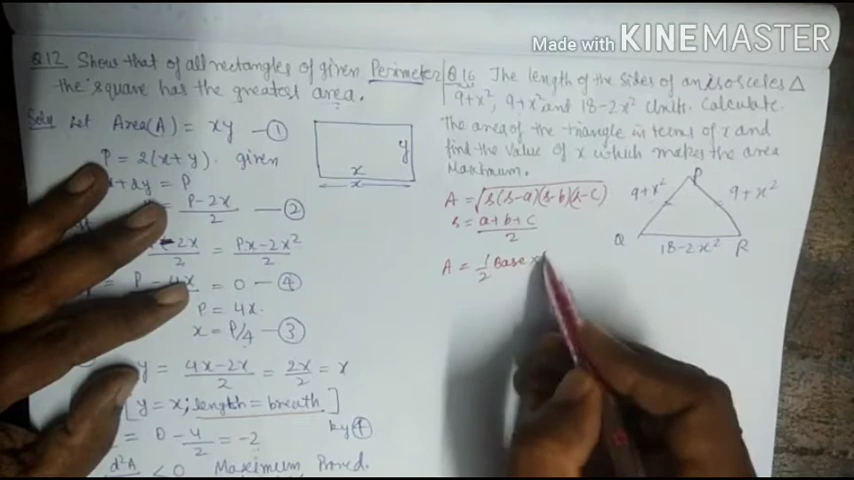 Made with KINEMASTER
Q12 Show that of all rectangles of given Perimeter
the square has the greatest area.
Soln Let Area(A) = xy —①
P = 2(x+y). given
x+2y = P
P-2x / 2 —②
-2x / 2 = Px-2x² / 2
= 0 —④
P = 4x.
x = P/4 —③
y = 4x-2x / 2 = 2x / 2 = x
[y = x; length = breath.]
= 0 - 4/2 = -2 by ④
d²A < 0 Maximum Proved.
y
x
x
Q16 The length of the sides of an isosceles Δ
9+x², 9+x² and 18-2x² Units. Calculate
The area of the triangle in terms of x and
find the value of x which makes the area
Maximum.
A = √s(s-a)(s-b)(s-c)
s = a+b+c / 2
A = 1/2 Base x
P
9+x² 9+x²
Q 18-2x² R